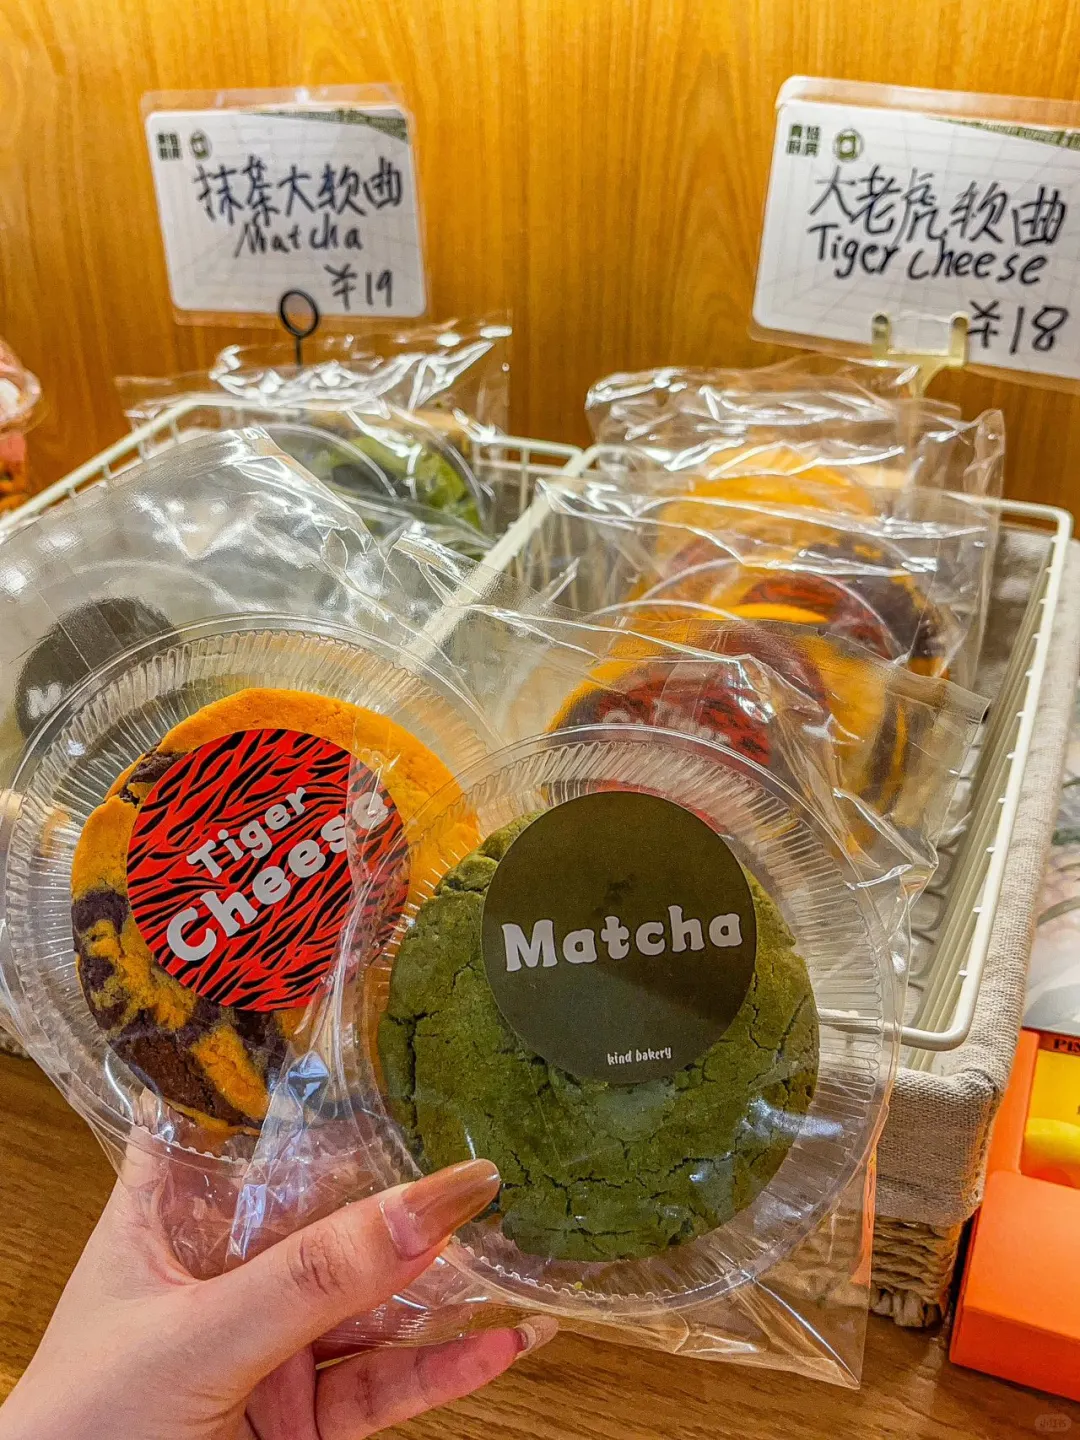 抹茶大软曲
Matcha
¥19
大老虎软曲
Tiger cheese
¥18
Tiger
Cheese
Matcha
kind bakery